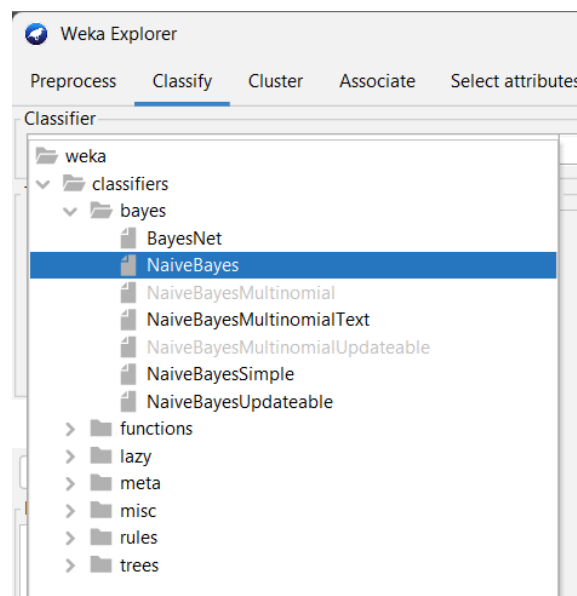 Weka Explorer
Preprocess Classify Cluster Associate Select attributes
Classifier
weka
classifiers
bayes
BayesNet
NaiveBayes
NaiveBayesMultinomial
NaiveBayesMultinomialText
NaiveBayesMultinomialUpdateable
NaiveBayesSimple
NaiveBayesUpdateable
functions
lazy
meta
misc
rules
trees